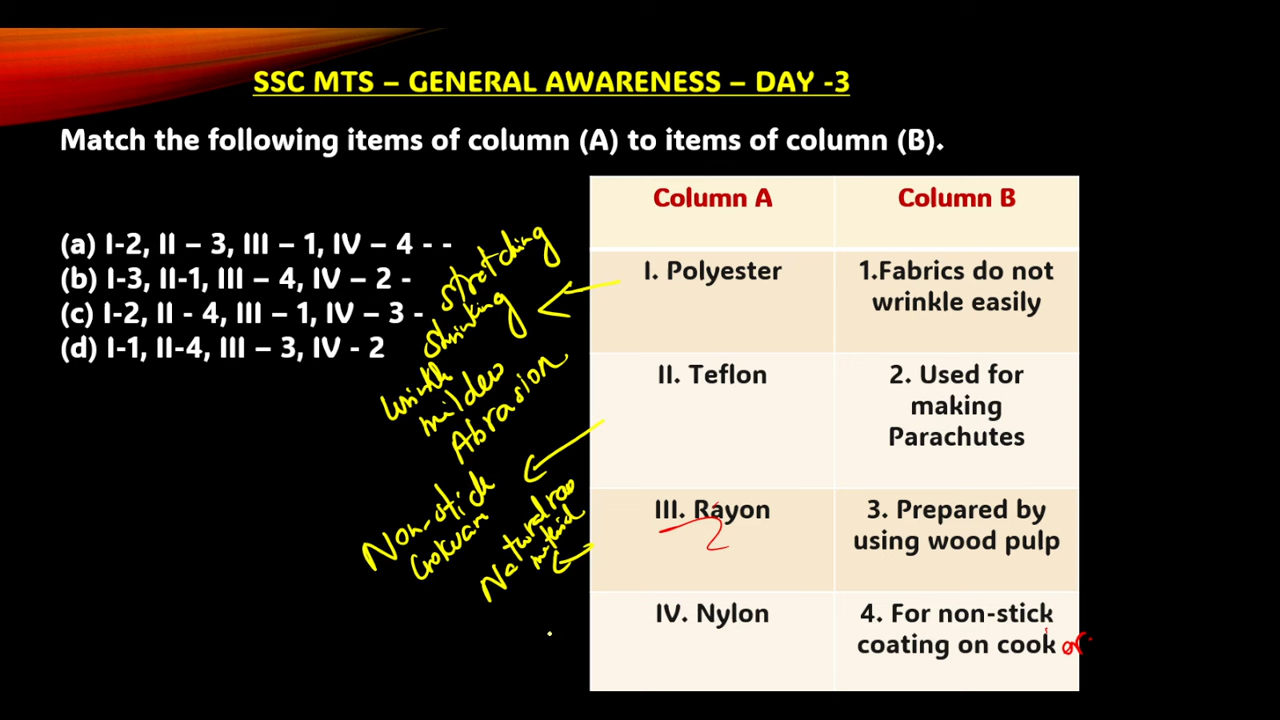 SSC MTS – GENERAL AWARENESS – DAY -3
Match the following items of column (A) to items of column (B).
(a) I-2, II – 3, III – 1, IV – 4 - -
(b) I-3, II-1, III – 4, IV – 2 -
(c) I-2, II - 4, III – 1, IV – 3 -
(d) I-1, II-4, III – 3, IV - 2
stretching
shrinking
wrinkle
mildew
Abrasion
Non-stick
Natural raw
material
Column A
Column B
I. Polyester
1.Fabrics do not
wrinkle easily
II. Teflon
2. Used for
making
Parachutes
III. Rayon
3. Prepared by
using wood pulp
IV. Nylon
4. For non-stick
coating on cook